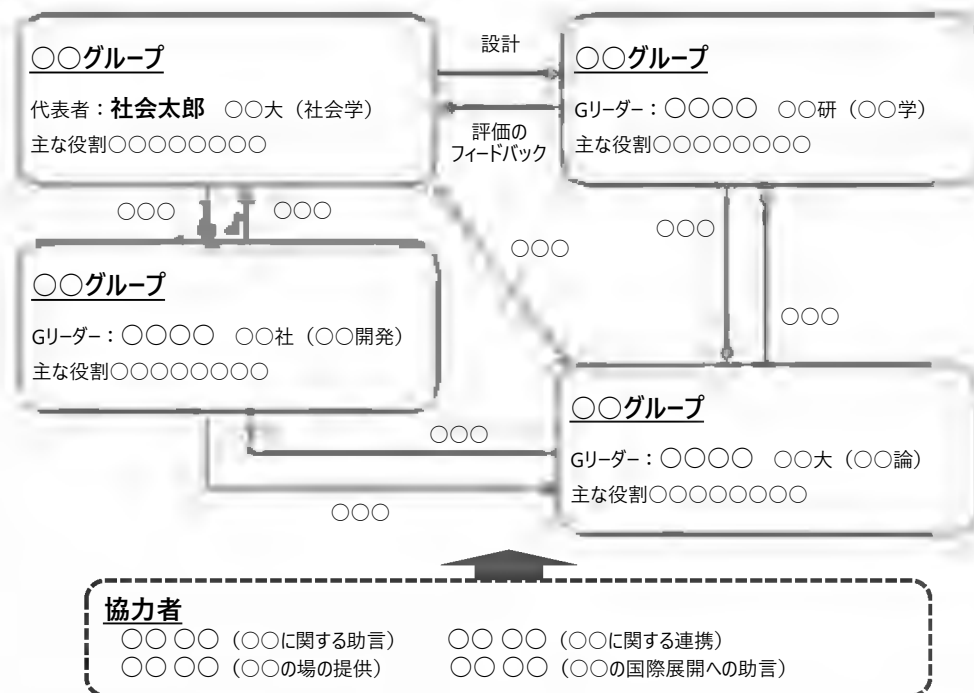 ○○グループ
代表者：社会太郎 ○○大（社会学）
主な役割○○○○○○○○
設計
評価の
フィードバック
○○グループ
Gリーダー：○○○○ ○○研（○○学）
主な役割○○○○○○○○
○○○
○○○
○○○
○○○
○○○
○○グループ
Gリーダー：○○○○ ○○社（○○開発）
主な役割○○○○○○○○
○○グループ
Gリーダー：○○○○ ○○大（○○論）
主な役割○○○○○○○○
○○○
○○○
協力者
○○ ○○（○○に関する助言） ○○ ○○（○○に関する連携）
○○ ○○（○○の場の提供） ○○ ○○（○○の国際展開への助言）